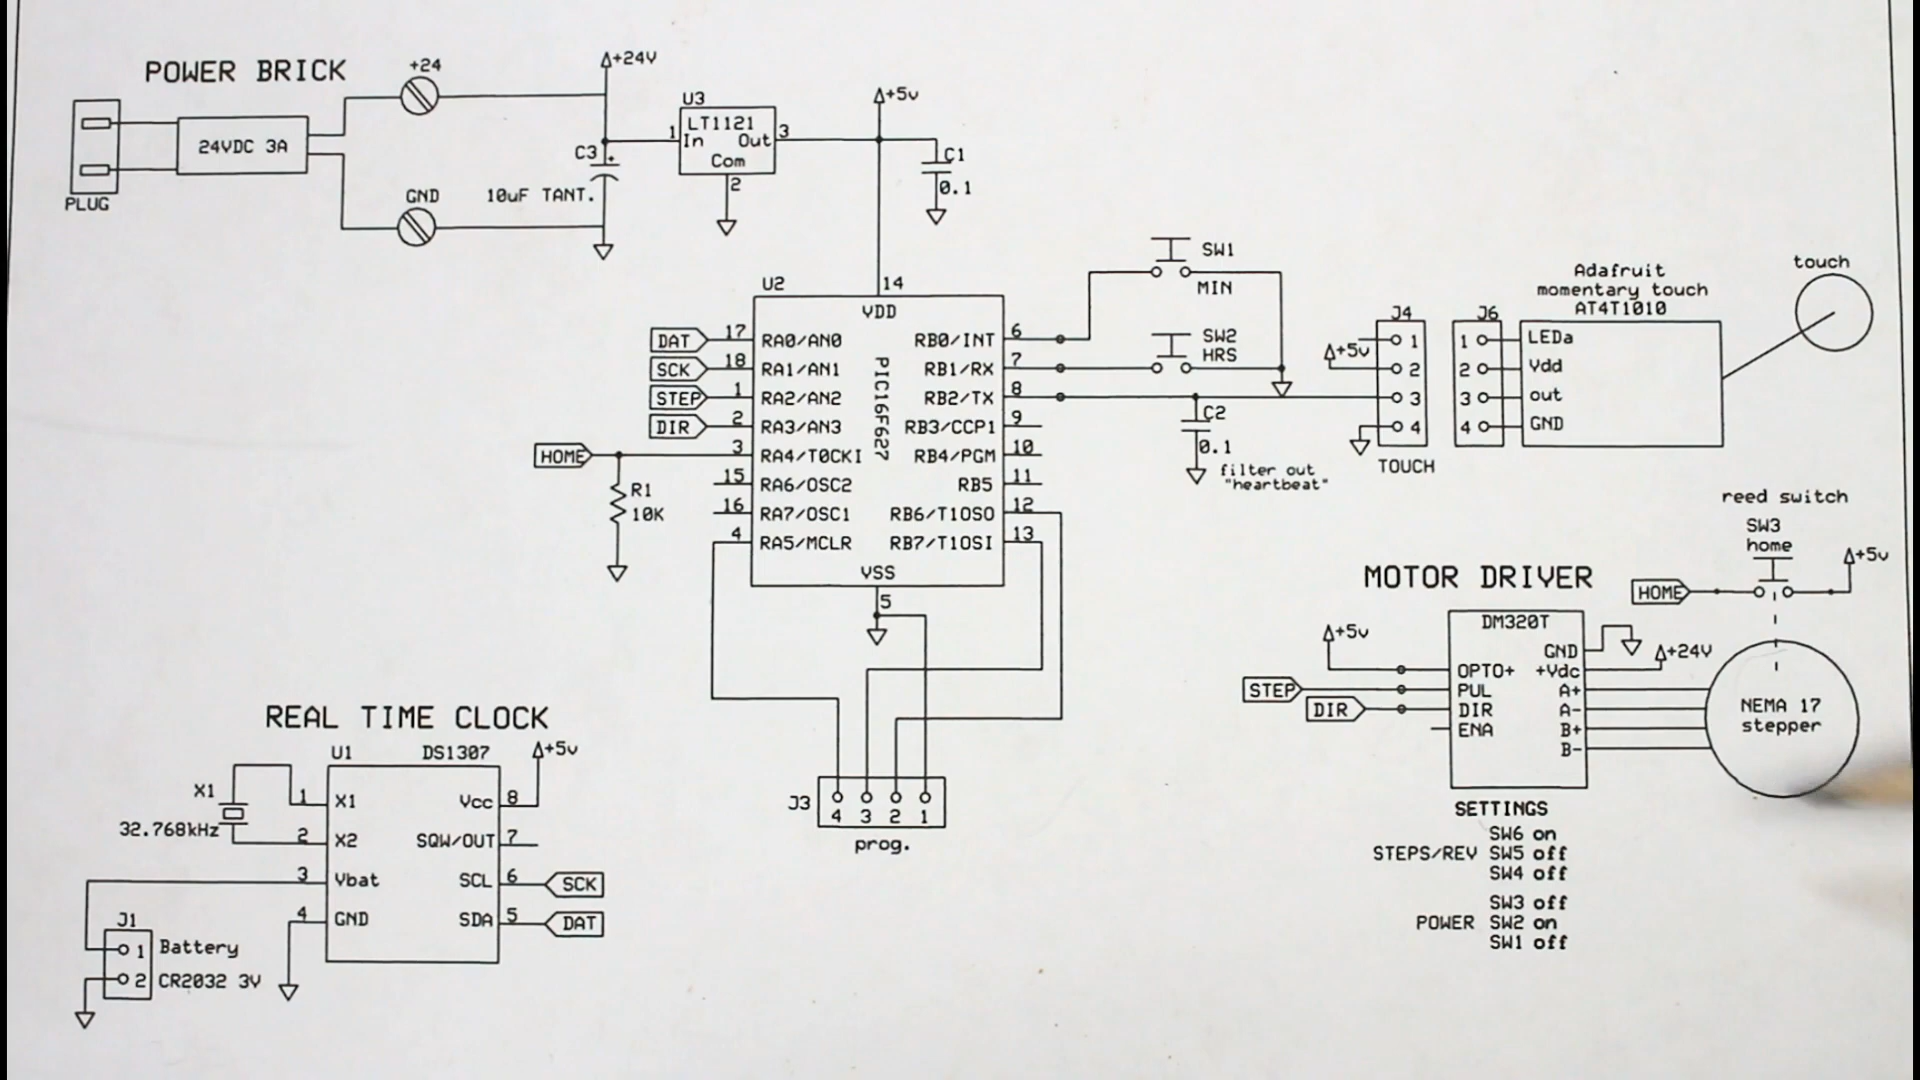 POWER BRICK
PLUG
24VDC 3A
+24
GND
+24V
C3
+
10uF TANT.
U3
LT1121
1
In
Out
3
Com
2
+5v
C1
0.1
U2
14
VDD
PIC16F627
DAT
17
RA0/AN0
SCK
18
RA1/AN1
STEP
1
RA2/AN2
DIR
2
RA3/AN3
HOME
3
RA4/T0CKI
15
RA6/OSC2
16
RA7/OSC1
4
RA5/MCLR
R1
10K
RB0/INT
6
RB1/RX
7
RB2/TX
8
RB3/CCP1
9
RB4/PGM
10
RB5
11
RB6/T1OSO
12
RB7/T1OSI
13
VSS
5
SW1
MIN
SW2
HRS
C2
0.1
filter out
"heartbeat"
+5v
J4
1
2
3
4
TOUCH
J6
1
2
3
4
Adafruit
momentary touch
AT4T1010
LEDa
Vdd
out
GND
touch
J3
4 3 2 1
prog.
REAL TIME CLOCK
U1
DS1307
+5v
X1
32.768kHz
1
X1
2
X2
3
Vbat
4
GND
Vcc
8
SQW/OUT
7
SCL
6
SCK
SDA
5
DAT
J1
1
Battery
2
CR2032 3V
reed switch
SW3
home
HOME
+5v
MOTOR DRIVER
DM320T
+5v
OPTO+
STEP
PUL
DIR
DIR
ENA
GND
+Vdc
+24V
A+
A-
B+
B-
NEMA 17
stepper
SETTINGS
SW6 on
STEPS/REV SW5 off
SW4 off
SW3 off
POWER SW2 on
SW1 off